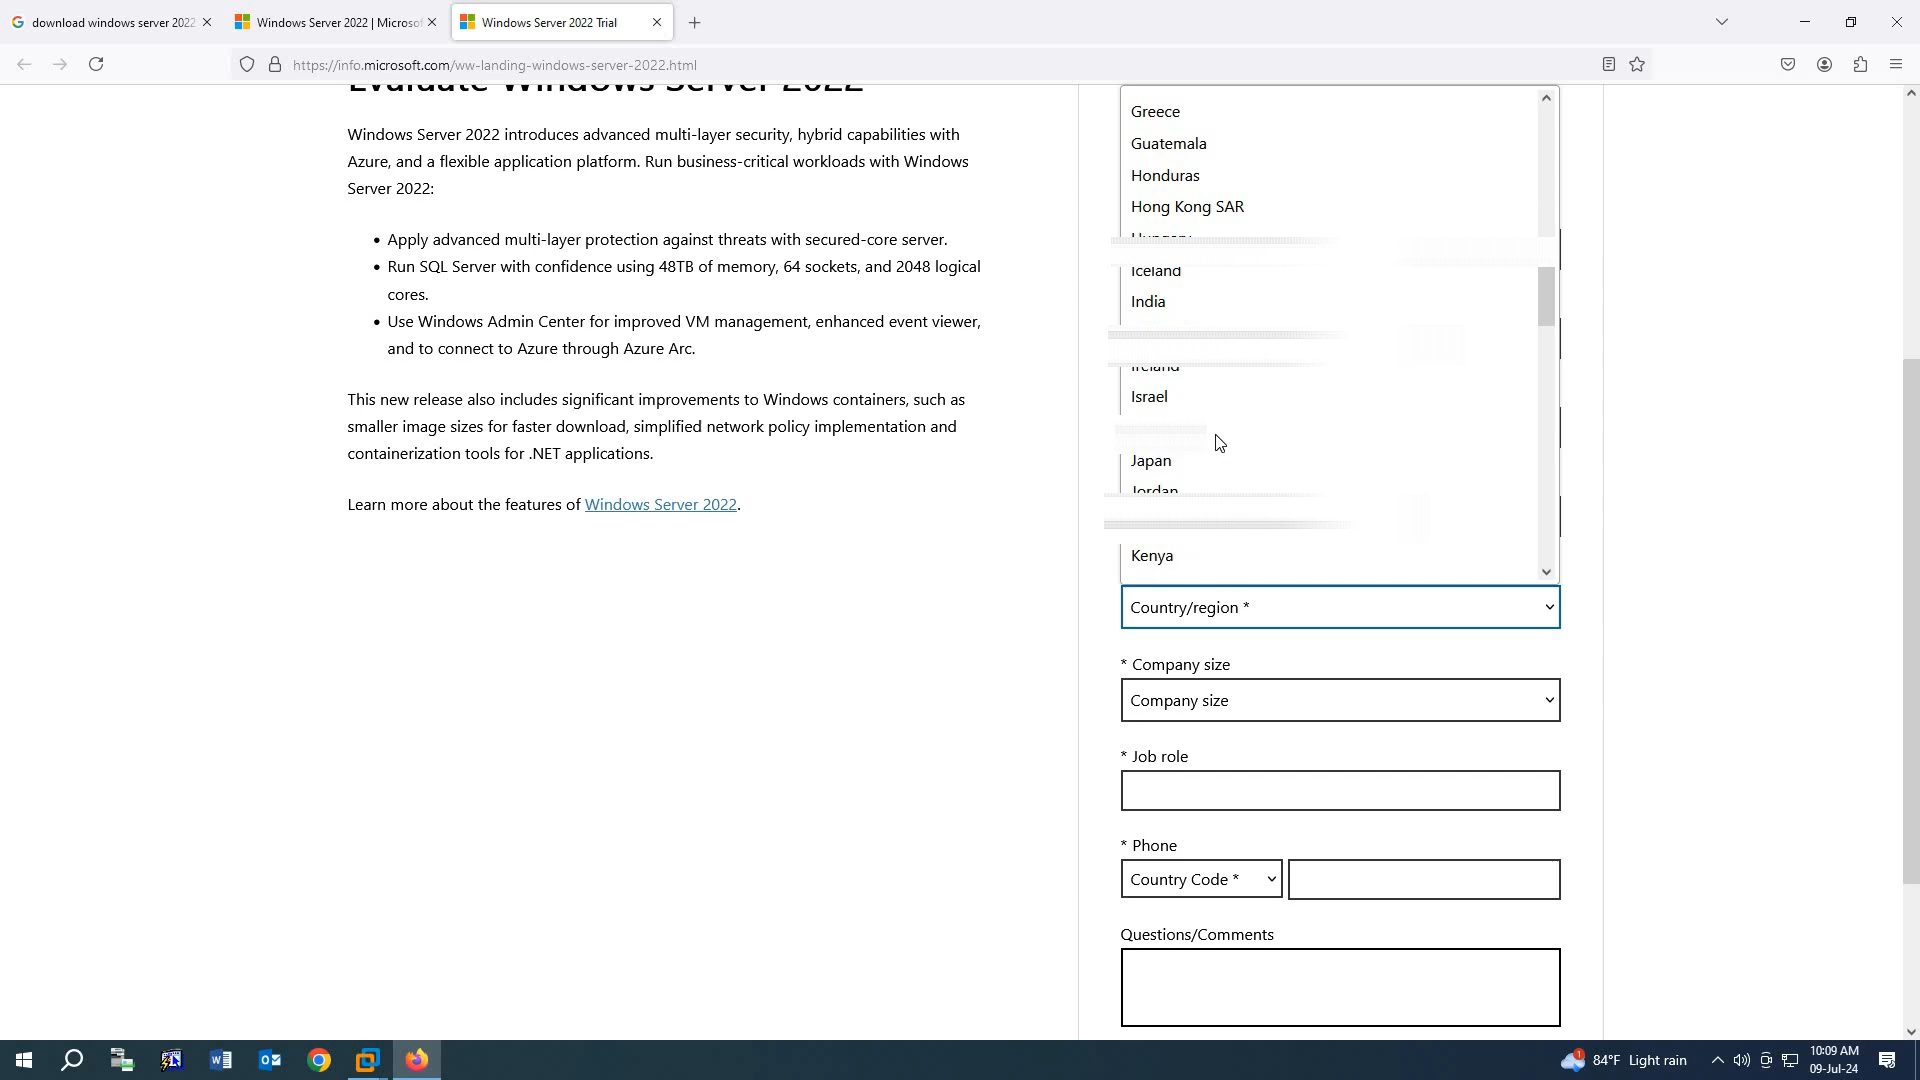 download windows server 2022
Windows Server 2022 | Microsof
Windows Server 2022 Trial
https://info.microsoft.com/ww-landing-windows-server-2022.html
Evaluate Windows Server 2022
Windows Server 2022 introduces advanced multi-layer security, hybrid capabilities with
Azure, and a flexible application platform. Run business-critical workloads with Windows
Server 2022:
• Apply advanced multi-layer protection against threats with secured-core server.
• Run SQL Server with confidence using 48TB of memory, 64 sockets, and 2048 logical
cores.
• Use Windows Admin Center for improved VM management, enhanced event viewer,
and to connect to Azure through Azure Arc.
This new release also includes significant improvements to Windows containers, such as
smaller image sizes for faster download, simplified network policy implementation and
containerization tools for .NET applications.
Learn more about the features of Windows Server 2022.
Greece
Guatemala
Honduras
Hong Kong SAR
Hungary
Iceland
India
Ireland
Israel
Japan
Jordan
Kenya
Country/region *
* Company size
Company size
* Job role
* Phone
Country Code *
Questions/Comments
84°F Light rain
10:09 AM
09-Jul-24